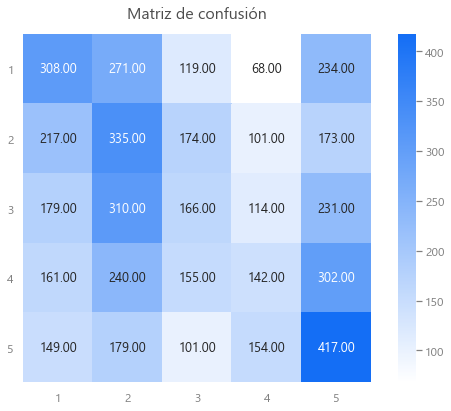 Matriz de confusión
1 308.00 271.00 119.00 68.00 234.00
2 217.00 335.00 174.00 101.00 173.00
3 179.00 310.00 166.00 114.00 231.00
4 161.00 240.00 155.00 142.00 302.00
5 149.00 179.00 101.00 154.00 417.00
1 2 3 4 5
400
350
300
250
200
150
100